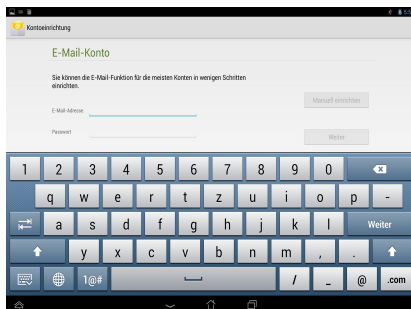 Kontoeinrichtung
E-Mail-Konto
Sie können die E-Mail-Funktion für die meisten Konten in wenigen Schritten
einrichten.
Manuell einrichten
E-Mail-Adresse
Passwort
Weiter
1 2 3 4 5 6 7 8 9 0
q w e r t z u i o p -
a s d f g h j k l Weiter
y x c v b n m , .
1@# / _ @ .com